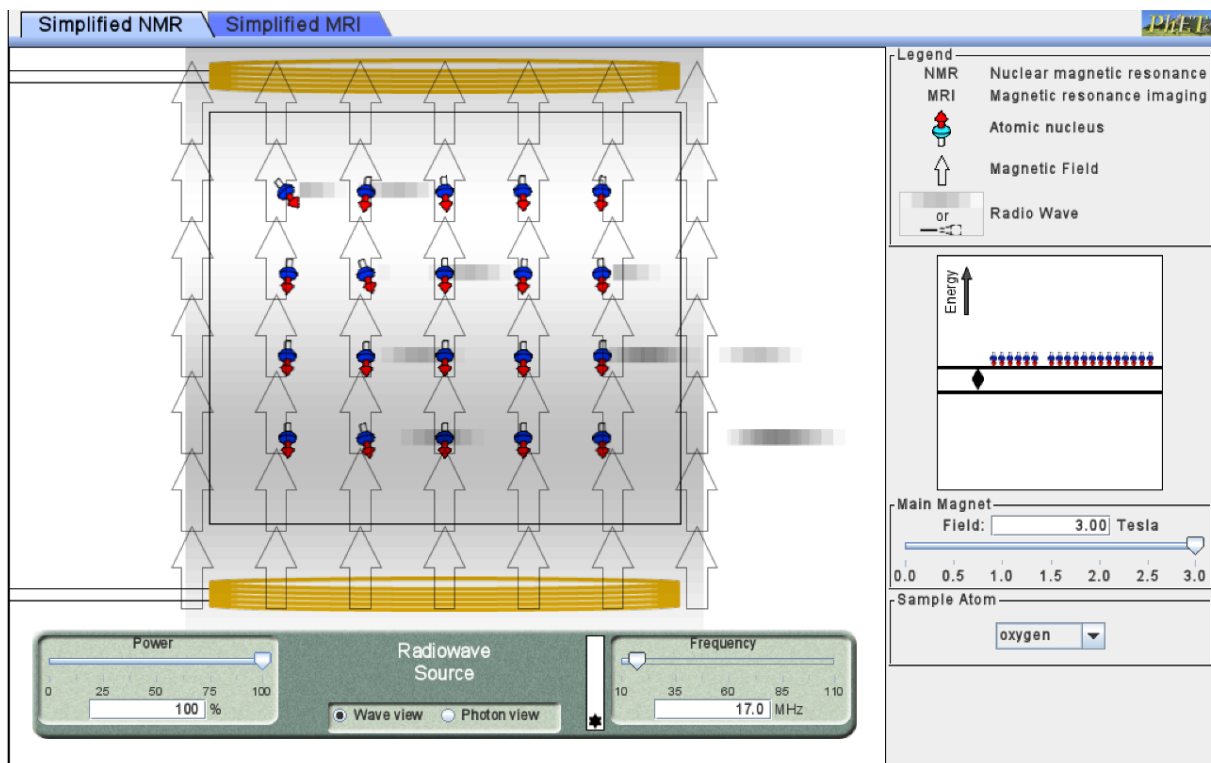 Simplified NMR
Simplified MRI
PhET
Legend
NMR Nuclear magnetic resonance
MRI Magnetic resonance imaging
Atomic nucleus
Magnetic Field
or
Radio Wave
Energy
Main Magnet
Field: 3.00 Tesla
0.0 0.5 1.0 1.5 2.0 2.5 3.0
Sample Atom
oxygen
Power
0 25 50 75 100
100 %
Radiowave
Source
Wave view Photon view
Frequency
10 35 60 85 110
17.0 MHz